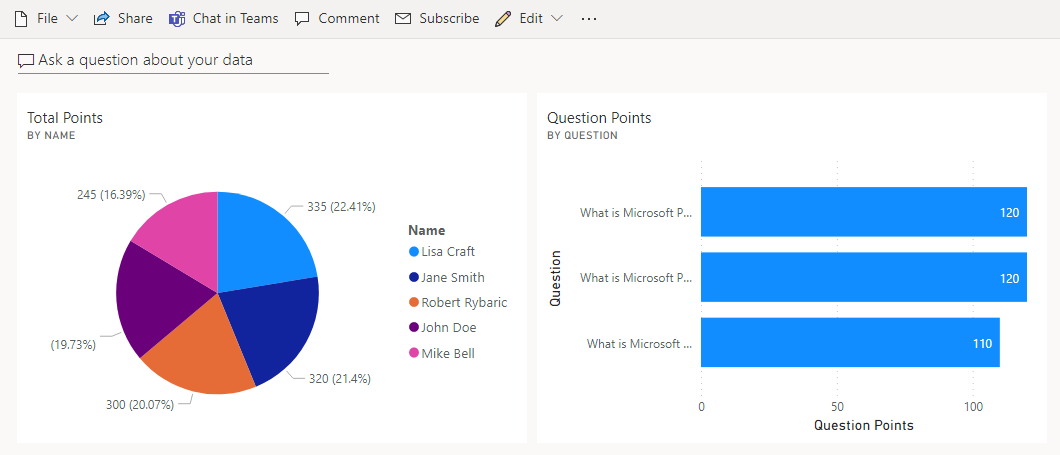 File Share Chat in Teams Comment Subscribe Edit ...
Ask a question about your data
Total Points
BY NAME
245 (16.39%)
335 (22.41%)
(19.73%)
320 (21.4%)
300 (20.07%)
Name
Lisa Craft
Jane Smith
Robert Rybaric
John Doe
Mike Bell
Question Points
BY QUESTION
Question
What is Microsoft P... 120
What is Microsoft P... 120
What is Microsoft ... 110
0 50 100
Question Points